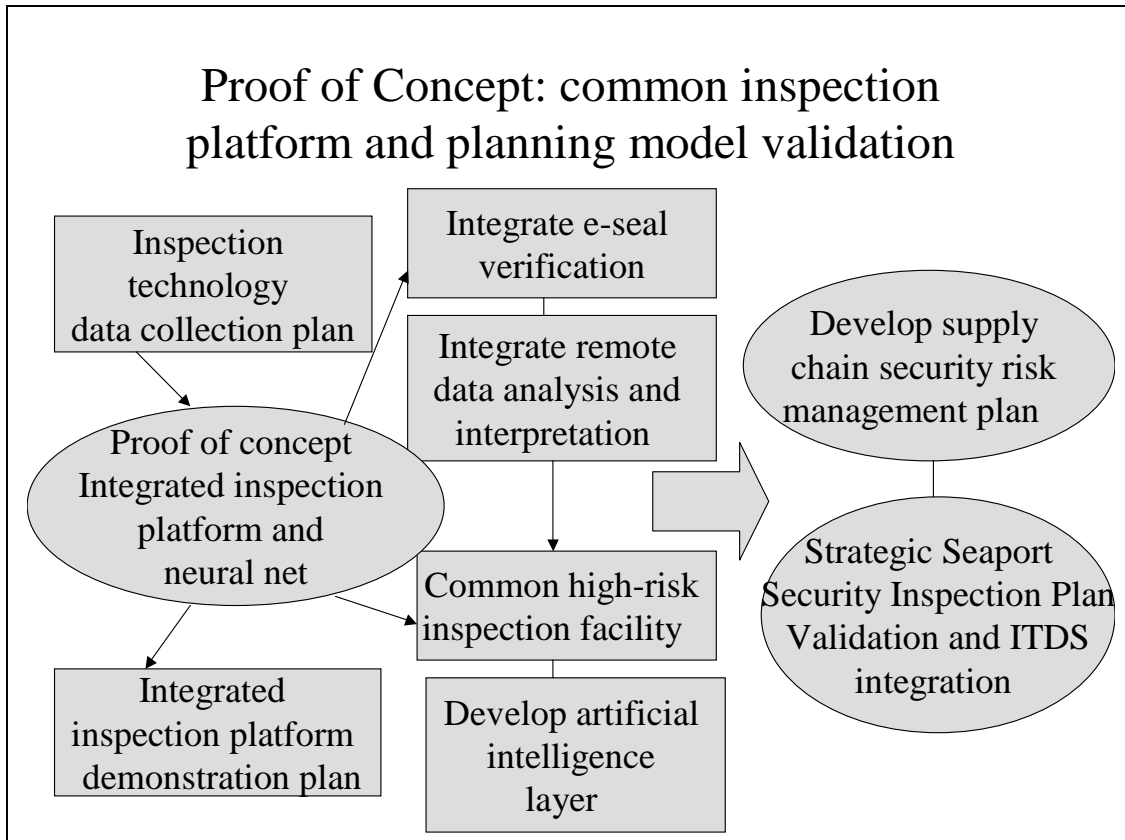 Proof of Concept: common inspection
platform and planning model validation
Inspection
technology
data collection plan
Proof of concept
Integrated inspection
platform and
neural net
Integrated
inspection platform
demonstration plan
Integrate e-seal
verification
Integrate remote
data analysis and
interpretation
Common high-risk
inspection facility
Develop artificial
intelligence
layer
Develop supply
chain security risk
management plan
Strategic Seaport
Security Inspection Plan
Validation and ITDS
integration